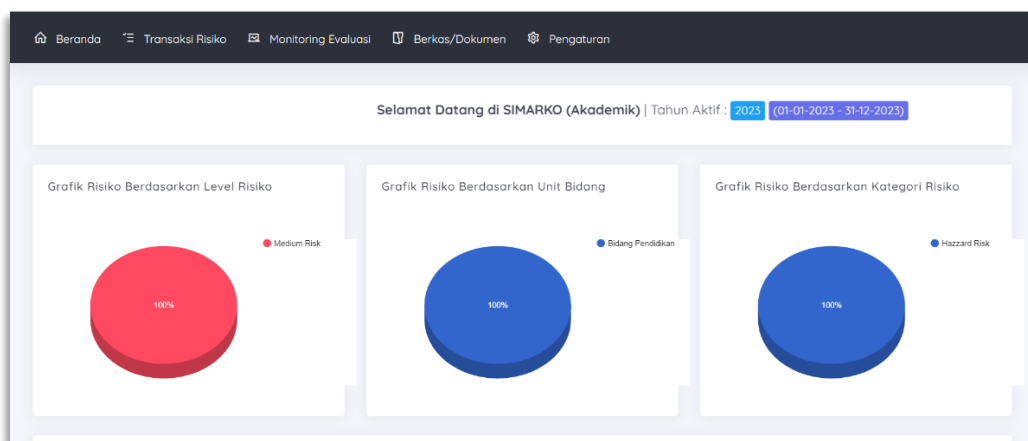 Beranda Transaksi Risiko Monitoring Evaluasi Berkas/Dokumen Pengaturan
Selamat Datang di SIMARKO (Akademik) | Tahun Aktif : 2023 (01-01-2023 - 31-12-2023)
Grafik Risiko Berdasarkan Level Risiko
Medium Risk
100%
Grafik Risiko Berdasarkan Unit Bidang
Bidang Pendidikan
100%
Grafik Risiko Berdasarkan Kategori Risiko
Hazzard Risk
100%